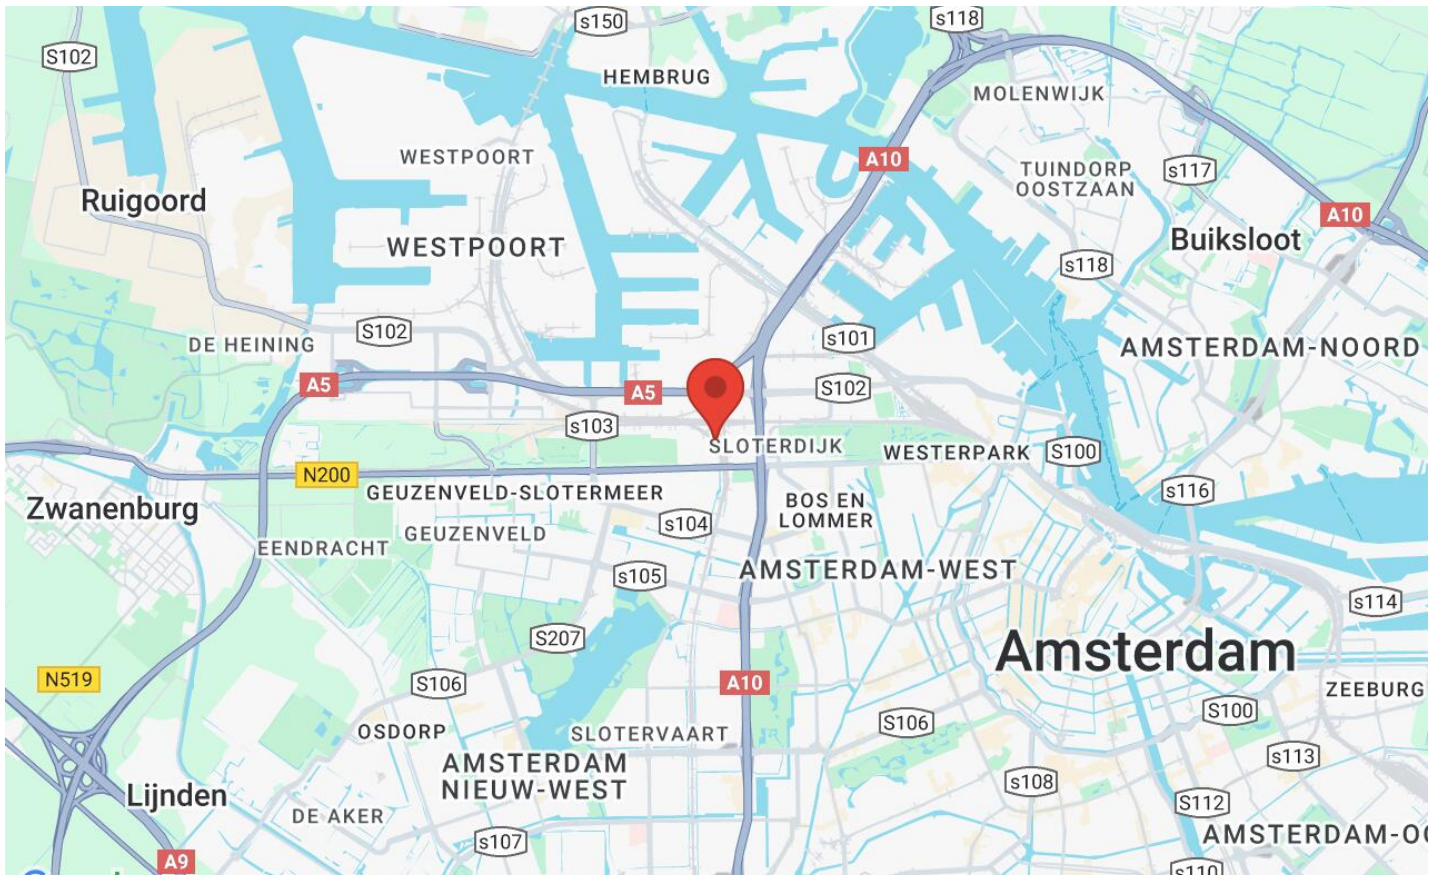 s150
s118
S102
HEMBRUG
MOLENWIJK
WESTPOORT
A10
TUINDORP
OOSTZAAN
s117
Ruigoord
A10
WESTPOORT
Buiksloot
s118
DE HEINING
S102
s101
AMSTERDAM-NOORD
A5
A5
S102
s103
SLOTERDIJK
WESTERPARK
S100
N200
GEUZENVELD-SLOTERMEER
s116
Zwanenburg
BOS EN
LOMMER
s104
GEUZENVELD
EENDRACHT
s105
AMSTERDAM-WEST
s114
S207
Amsterdam
N519
S106
A10
ZEEBURG
S100
OSDORP
SLOTERVAART
S106
s113
AMSTERDAM
NIEUW-WEST
s108
Lijnden
S112
DE AKER
s107
AMSTERDAM-OO
A9
s110